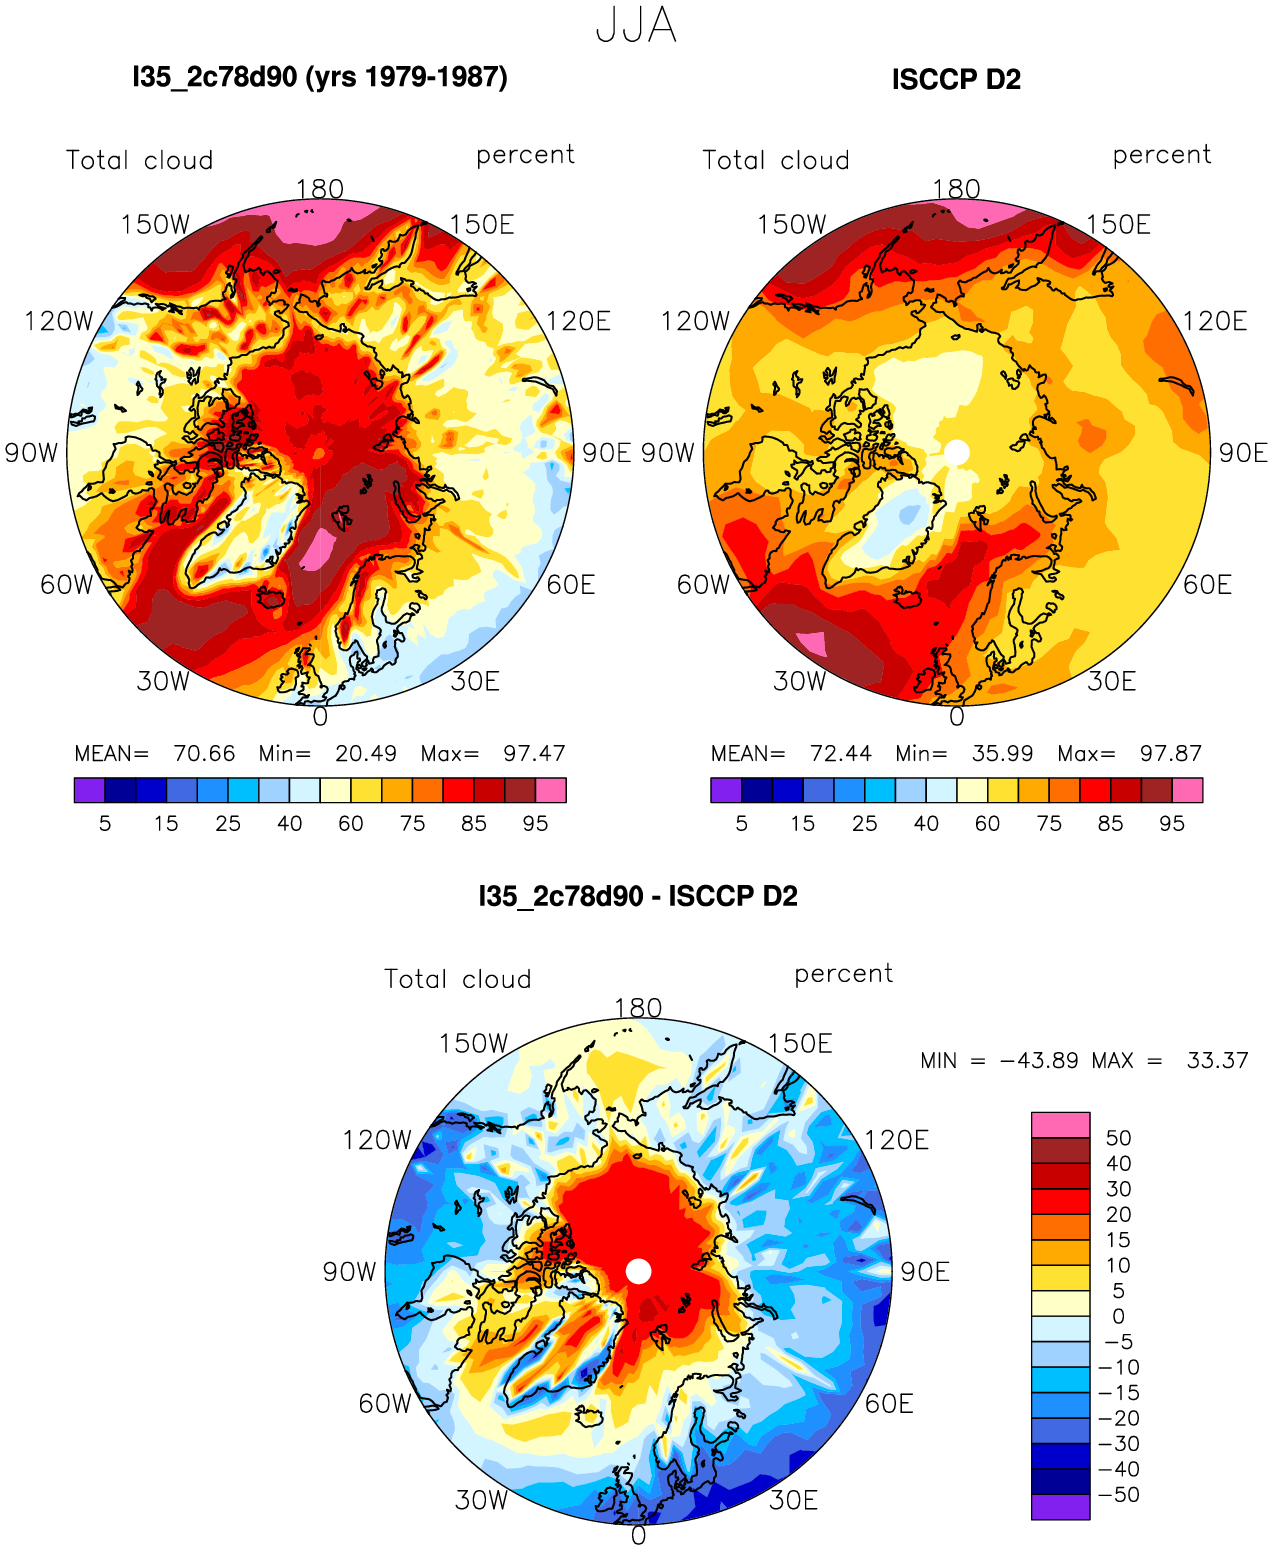 JJA
I35_2c78d90 (yrs 1979-1987)
ISCCP D2
Total cloud percent
Total cloud percent
180
150W 150E
120W 120E
90W 90E
60W 60E
30W 30E
0
180
150W 150E
120W 120E
90W 90E
60W 60E
30W 30E
0
MEAN= 70.66 Min= 20.49 Max= 97.47
MEAN= 72.44 Min= 35.99 Max= 97.87
5 15 25 40 60 75 85 95
5 15 25 40 60 75 85 95
I35_2c78d90 - ISCCP D2
Total cloud percent
180
150W 150E
120W 120E
90W 90E
60W 60E
30W 30E
0
MIN = -43.89 MAX = 33.37
50
40
30
20
15
10
5
0
-5
-10
-15
-20
-30
-40
-50